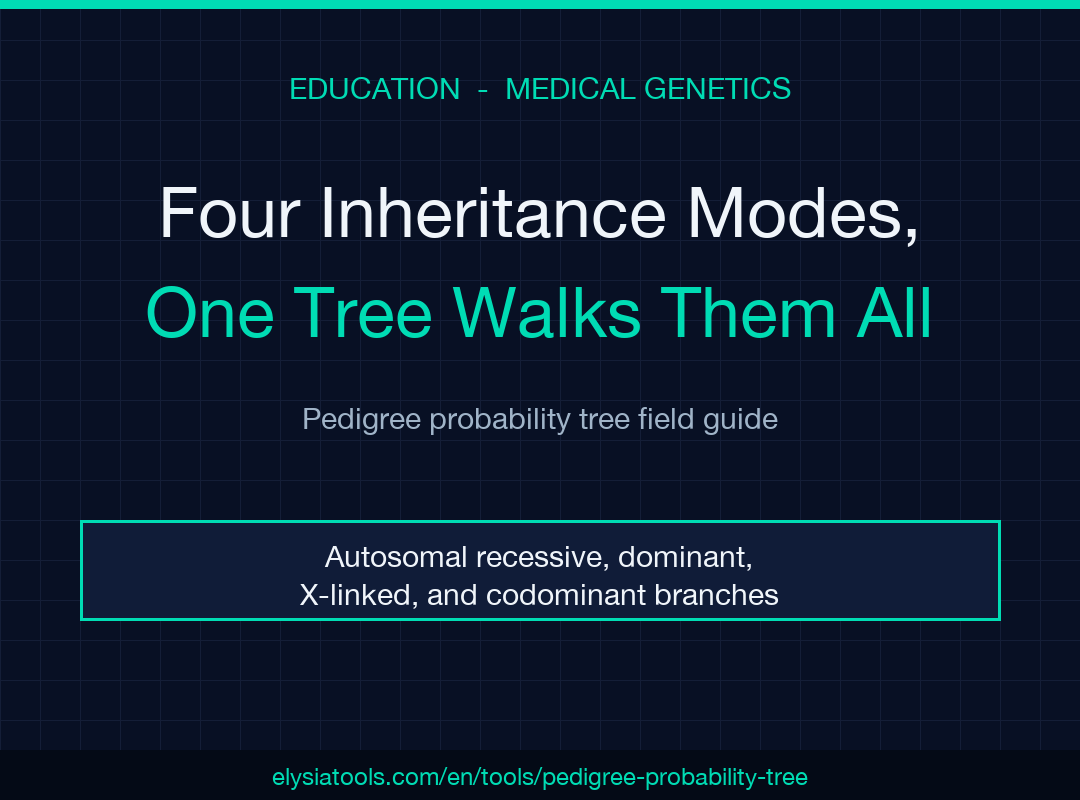 EDUCATION - MEDICAL GENETICS
Four Inheritance Modes,
One Tree Walks Them All
Pedigree probability tree field guide
Autosomal recessive, dominant,
X-linked, and codominant branches
elysiatools.com/en/tools/pedigree-probability-tree